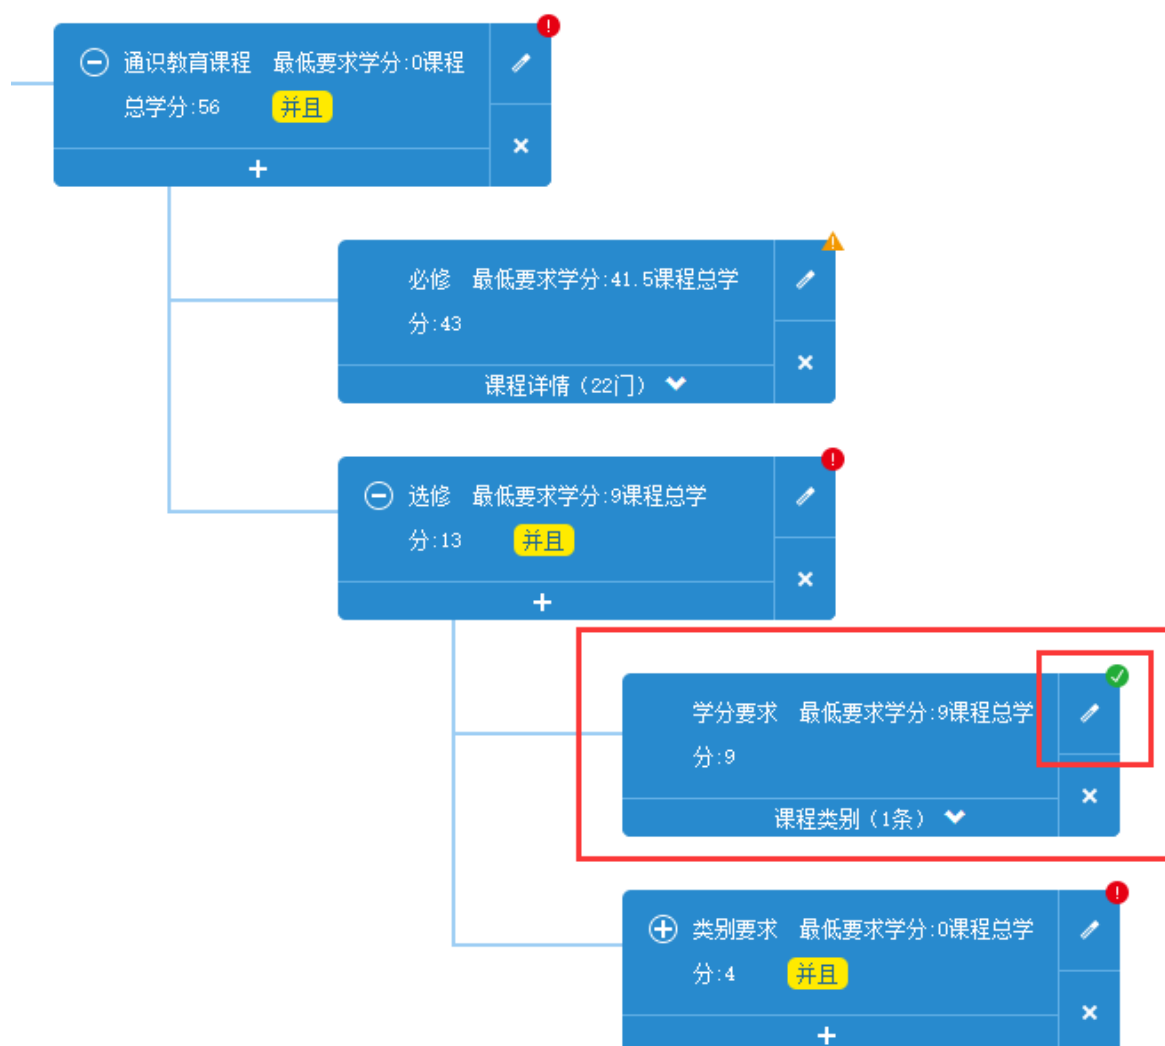 通识教育课程 最低要求学分:0课程
总学分:56 并且
必修 最低要求学分:41.5课程总学
分:43
课程详情（22门）
选修 最低要求学分:9课程总学
分:13 并且
学分要求 最低要求学分:9课程总学
分:9
课程类别（1条）
类别要求 最低要求学分:0课程总学
分:4 并且